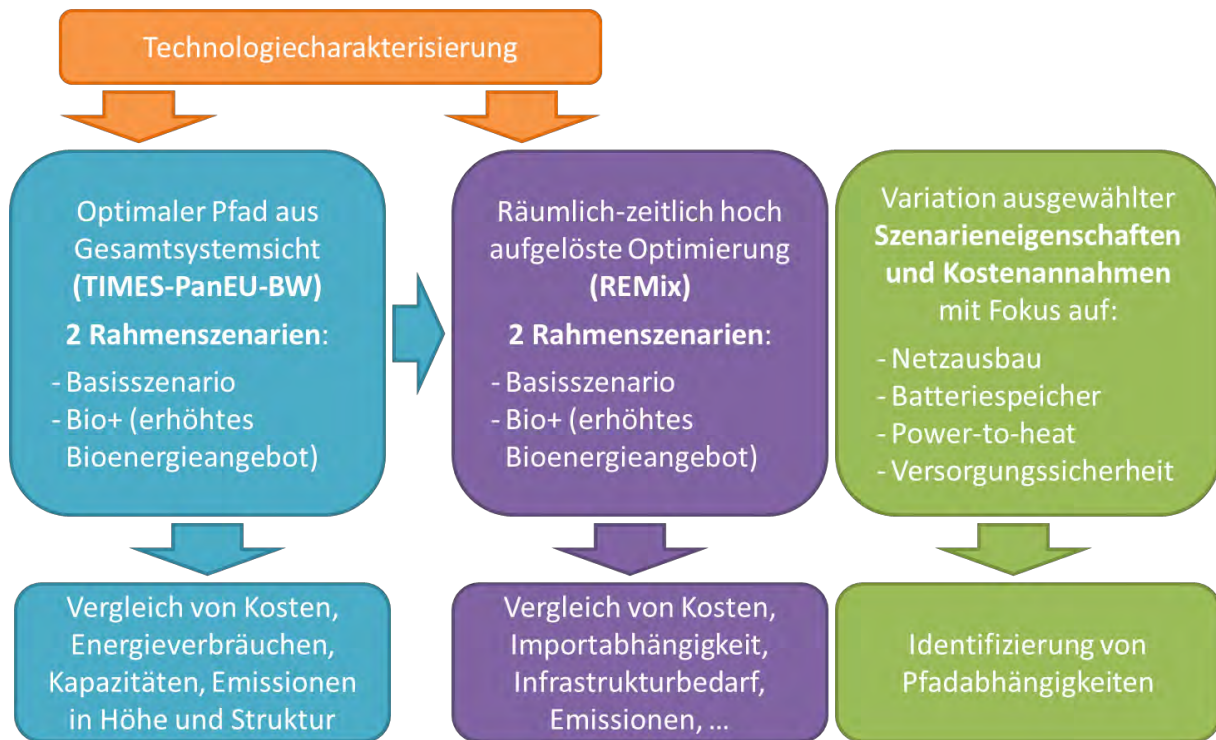 Technologiecharakterisierung
Optimaler Pfad aus
Gesamtsystemsicht
(TIMES-PanEU-BW)
2 Rahmenszenarien:
- Basisszenario
- Bio+ (erhöhtes
Bioenergieangebot)
Räumlich-zeitlich hoch
aufgelöste Optimierung
(REMix)
2 Rahmenszenarien:
- Basisszenario
- Bio+ (erhöhtes
Bioenergieangebot)
Variation ausgewählter
Szenarieneigenschaften
und Kostenannahmen
mit Fokus auf:
- Netzausbau
- Batteriespeicher
- Power-to-heat
- Versorgungssicherheit
Vergleich von Kosten,
Energieverbräuchen,
Kapazitäten, Emissionen
in Höhe und Struktur
Vergleich von Kosten,
Importabhängigkeit,
Infrastrukturbedarf,
Emissionen, ...
Identifizierung von
Pfadabhängigkeiten